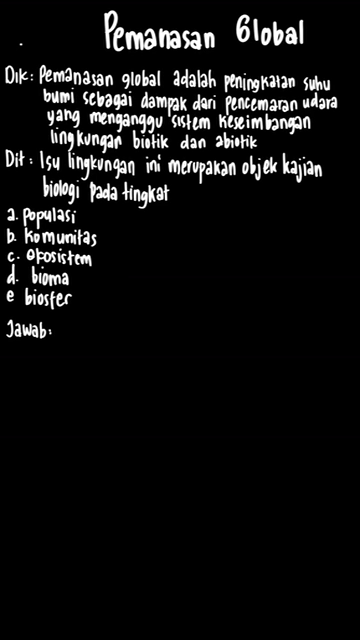 Pemanasan Global
Dik: Pemanasan global adalah peningkatan suhu
bumi sebagai dampak dari pencemaran udara
yang menganggu sistem keseimbangan
lingkungan biotik dan abiotik
Dit: Isu lingkungan ini merupakan objek kajian
biologi pada tingkat
a. populasi
b. komunitas
c. ekosistem
d. bioma
e biosfer
Jawab: